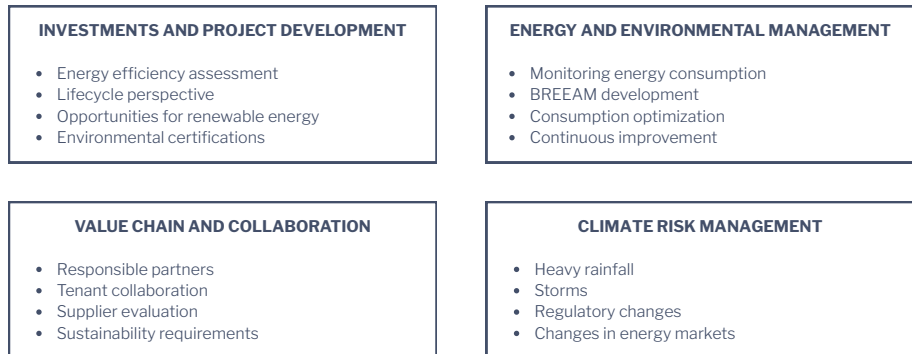 INVESTMENTS AND PROJECT DEVELOPMENT
• Energy efficiency assessment
• Lifecycle perspective
• Opportunities for renewable energy
• Environmental certifications
ENERGY AND ENVIRONMENTAL MANAGEMENT
• Monitoring energy consumption
• BREEAM development
• Consumption optimization
• Continuous improvement
VALUE CHAIN AND COLLABORATION
• Responsible partners
• Tenant collaboration
• Supplier evaluation
• Sustainability requirements
CLIMATE RISK MANAGEMENT
• Heavy rainfall
• Storms
• Regulatory changes
• Changes in energy markets